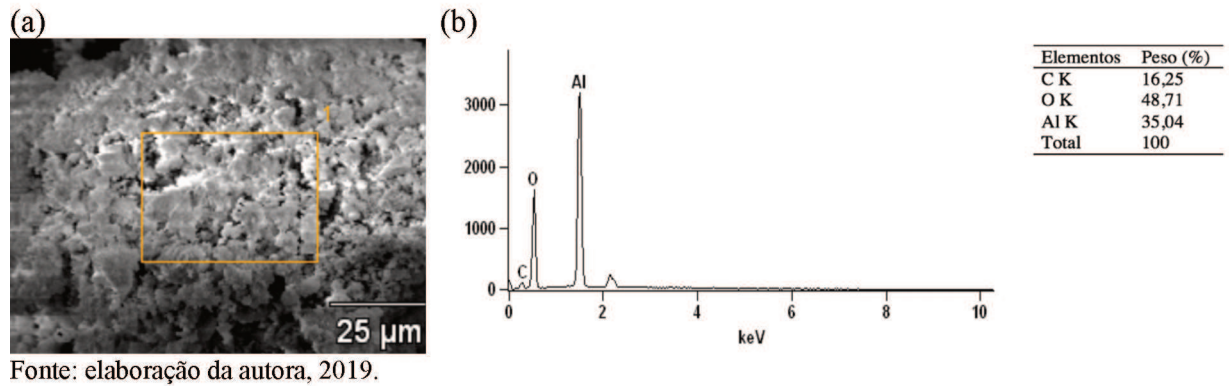 (a)
1
25 µm
(b)
3000
2000
1000
0
Al
O
C
0 2 4 6 8 10
keV
Elementos Peso (%)
C K 16,25
O K 48,71
Al K 35,04
Total 100
Fonte: elaboração da autora, 2019.